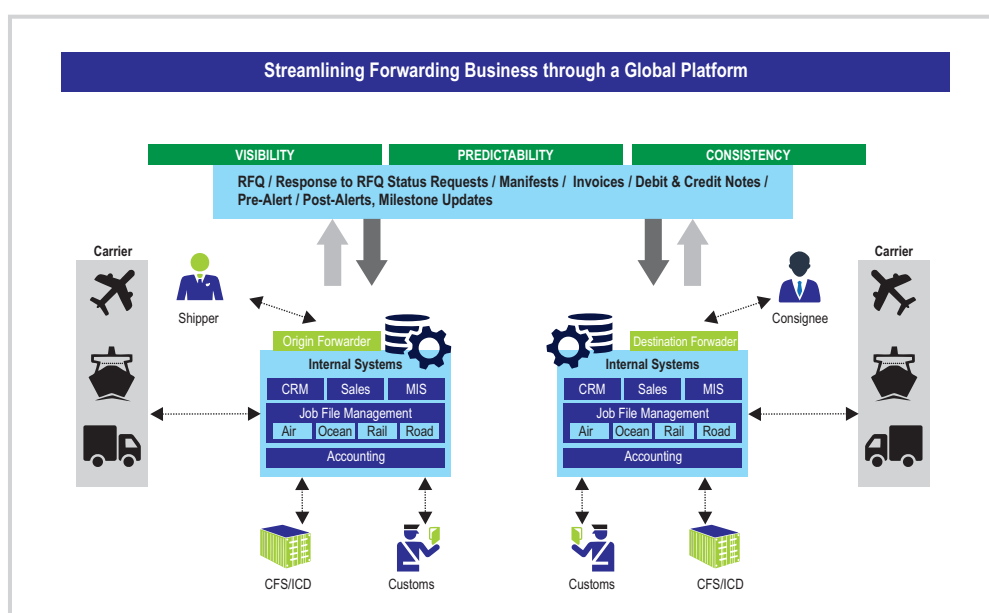 Streamlining Forwarding Business through a Global Platform
VISIBILITY
PREDICTABILITY
CONSISTENCY
RFQ / Response to RFQ Status Requests / Manifests / Invoices / Debit & Credit Notes /
Pre-Alert / Post-Alerts, Milestone Updates
Carrier
Shipper
Origin Forwarder
Internal Systems
CRM
Sales
MIS
Job File Management
Air
Ocean
Rail
Road
Accounting
CFS/ICD
Customs
Destination Forwader
Internal Systems
CRM
Sales
MIS
Job File Management
Air
Ocean
Rail
Road
Accounting
Customs
CFS/ICD
Consignee
Carrier